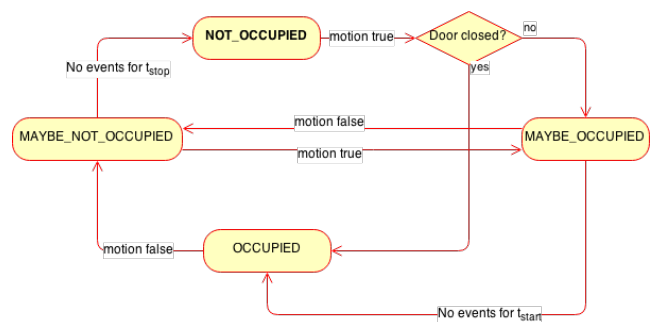 NOT_OCCUPIED
motion true
Door closed?
no
yes
No events for tstop
motion false
MAYBE_NOT_OCCUPIED
MAYBE_OCCUPIED
motion true
OCCUPIED
motion false
No events for tstart